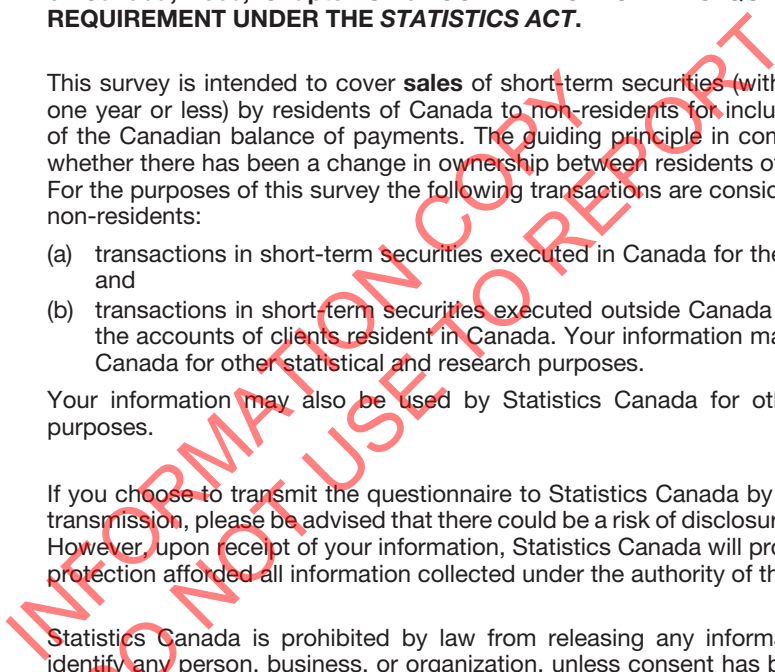 REQUIREMENT UNDER THE STATISTICS ACT.
This survey is intended to cover sales of short-term securities (with
one year or less) by residents of Canada to non-residents for inclu
of the Canadian balance of payments. The guiding principle in con
whether there has been a change in ownership between residents of
For the purposes of this survey the following transactions are consid
non-residents:
(a) transactions in short-term securities executed in Canada for the
and
(b) transactions in short-term securities executed outside Canada
the accounts of clients resident in Canada. Your information ma
Canada for other statistical and research purposes.
Your information may also be used by Statistics Canada for oth
purposes.
If you choose to transmit the questionnaire to Statistics Canada by
transmission, please be advised that there could be a risk of disclosur
However, upon receipt of your information, Statistics Canada will pro
protection afforded all information collected under the authority of th
Statistics Canada is prohibited by law from releasing any informa
identify any person, business, or organization, unless consent has b
INFORMATION COPY
DO NOT USE TO REPORT